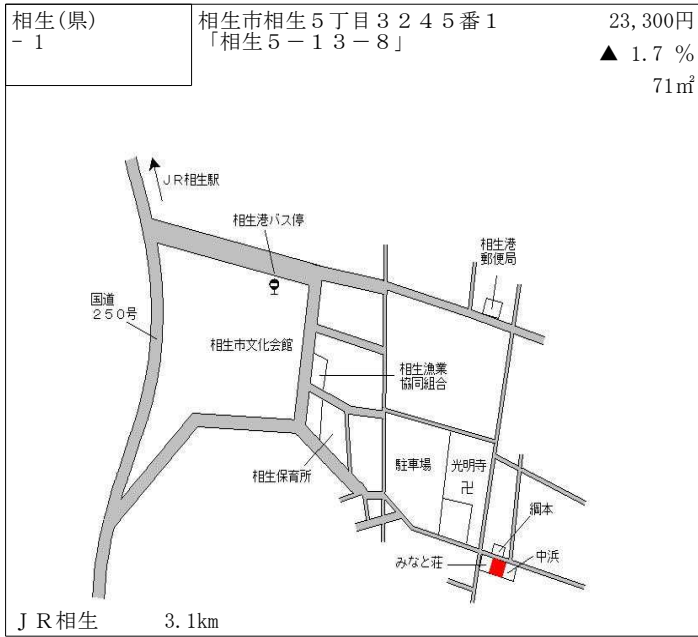 相生(県)
－１
相生市相生５丁目３２４５番１
「相生５－１３－８」
23,300円
▲ 1.7 %
71㎡
ＪＲ相生駅
相生港バス停
相生港
郵便局
国道
２５０号
相生市文化会館
相生漁業
協同組合
相生保育所
駐車場
光明寺
卍
綱本
みなと荘
中浜
ＪＲ相生 3.1km